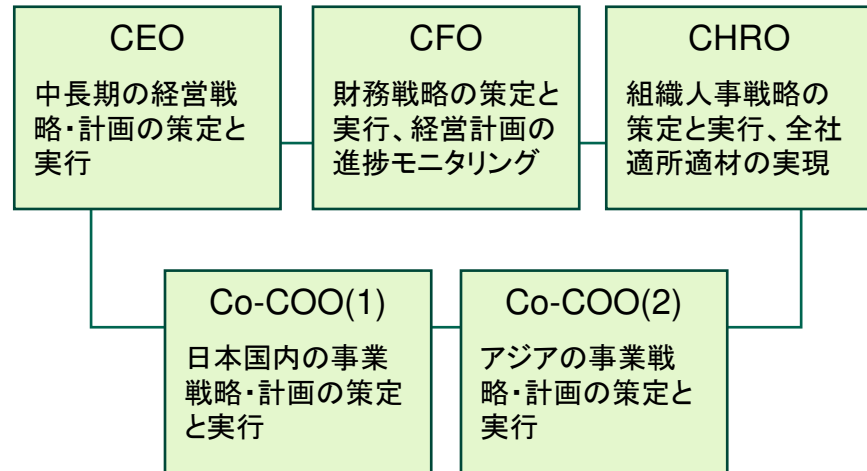 CEO
中長期の経営戦
略・計画の策定と
実行
CFO
財務戦略の策定と
実行、経営計画の
進捗モニタリング
CHRO
組織人事戦略の
策定と実行、全社
適所適材の実現
Co-COO(1)
日本国内の事業
戦略・計画の策定
と実行
Co-COO(2)
アジアの事業戦
略・計画の策定と
実行